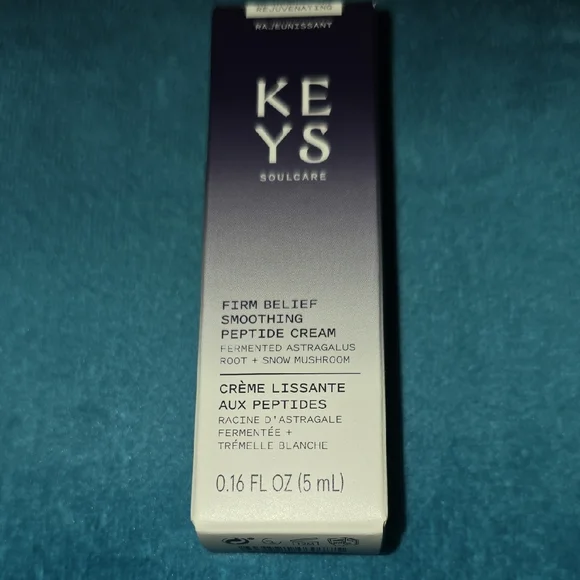 REJUVENATING
RAJEUNISSANT
KE
YS
SOULCARE
FIRM BELIEF
SMOOTHING
PEPTIDE CREAM
FERMENTED ASTRAGALUS
ROOT + SNOW MUSHROOM
CRÈME LISSANTE
AUX PEPTIDES
RACINE D'ASTRAGALE
FERMENTÉE +
TRÉMELLE BLANCHE
0.16 FL OZ (5 mL)